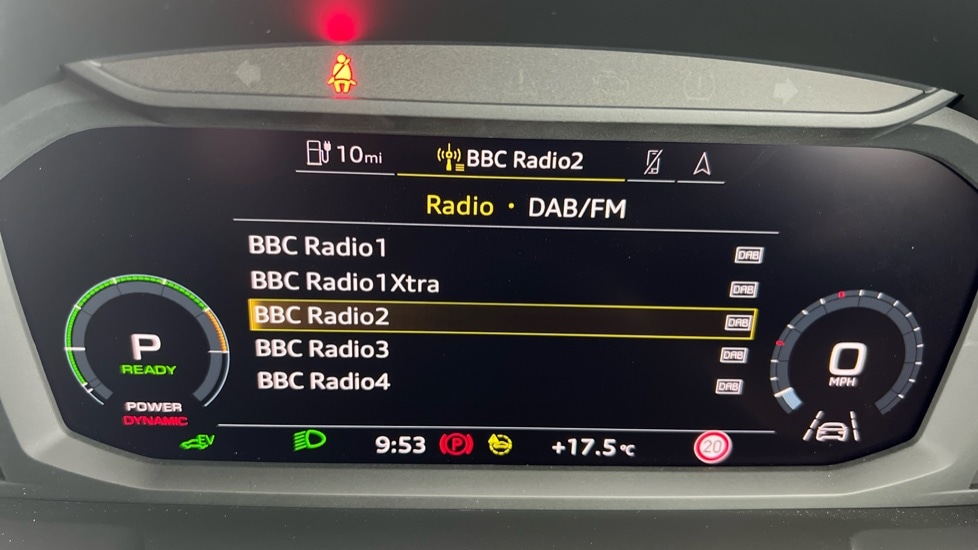 10mi BBC Radio2
Radio • DAB/FM
BBC Radio1 DAB
BBC Radio1Xtra DAB
BBC Radio2 DAB
BBC Radio3 DAB
BBC Radio4 DAB
P
READY
POWER
DYNAMIC
0
MPH
EV 9:53 P +17.5°C 20